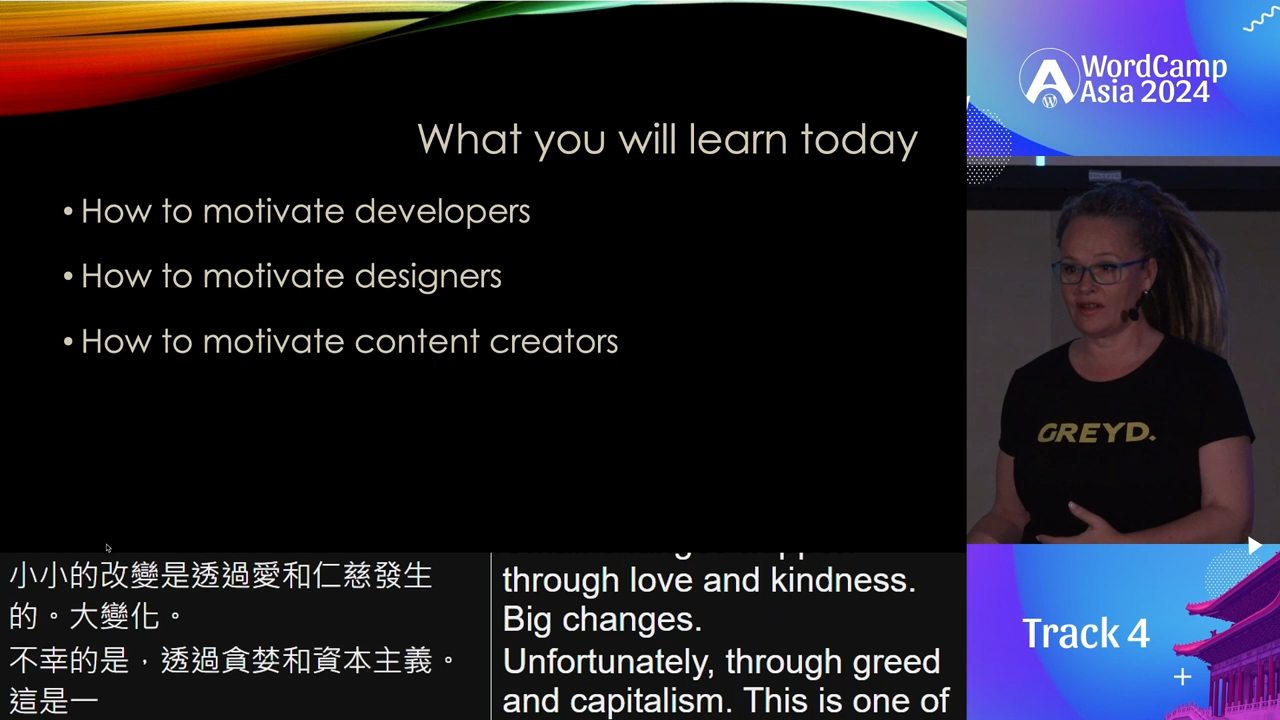 What you will learn today
• How to motivate developers
• How to motivate designers
• How to motivate content creators
WordCamp
Asia 2024
GREYD.
小小的改變是透過愛和仁慈發生
的。大變化。
不幸的是，透過貪婪和資本主義。
這是一
through love and kindness.
Big changes.
Unfortunately, through greed
and capitalism. This is one of
Track 4